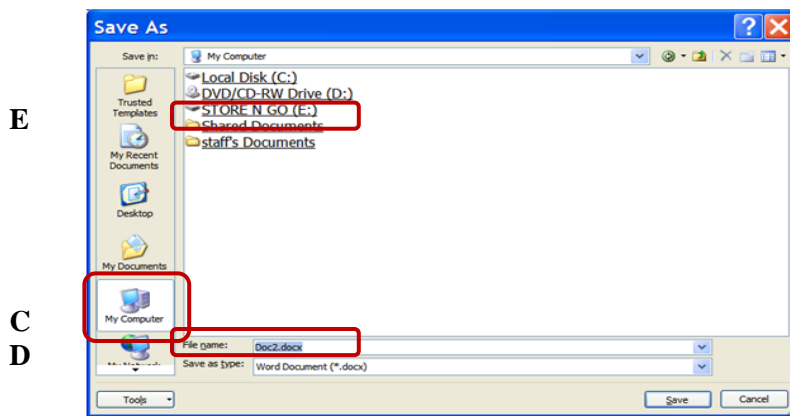 Save As
Save in:
My Computer
Local Disk (C:)
DVD/CD-RW Drive (D:)
E
STORE N GO (E:)
Shared Documents
staff's Documents
Trusted
Templates
My Recent
Documents
Desktop
My Documents
My Computer
C
D
File name:
Doc2.docx
Save as type:
Word Document (*.docx)
Tools
Save
Cancel